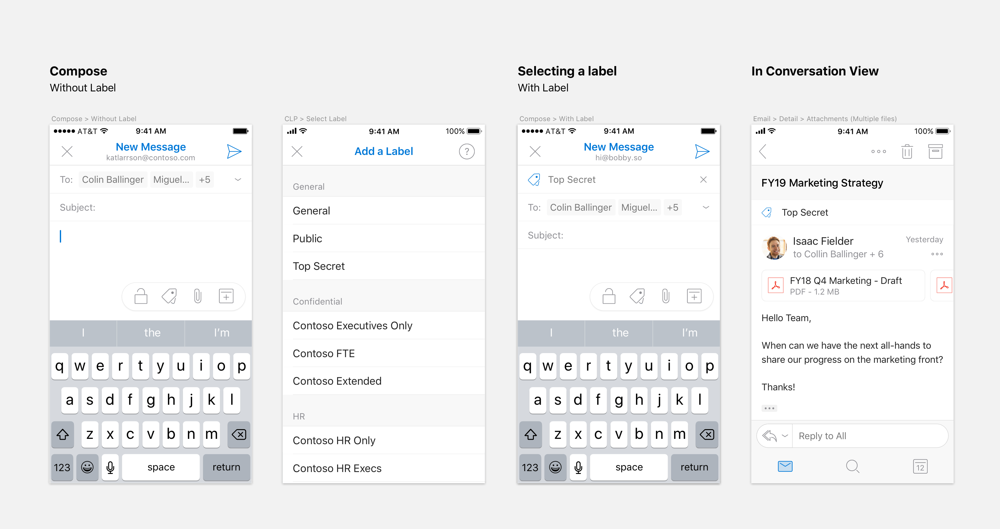 Compose
Without Label
Compose > Without Label
AT&T 9:41 AM
New Message
katlarrson@contoso.com
To: Colin Ballinger Miguel... +5
Subject:
I the I'm
q w e r t y u i o p
a s d f g h j k l
z x c v b n m
123 space return
CLP > Select Label
9:41 AM 100%
Add a Label ?
General
General
Public
Top Secret
Confidential
Contoso Executives Only
Contoso FTE
Contoso Extended
HR
Contoso HR Only
Contoso HR Execs
Selecting a label
With Label
Compose > With Label
AT&T 9:41 AM
New Message
hi@bobby.so
Top Secret
To: Colin Ballinger Miguel... +5
Subject:
I the I'm
q w e r t y u i o p
a s d f g h j k l
z x c v b n m
123 space return
In Conversation View
Email > Detail > Attachments (Multiple files)
9:41 AM 100%
FY19 Marketing Strategy
Top Secret
Isaac Fielder Yesterday
to Collin Ballinger + 6
FY18 Q4 Marketing - Draft
PDF - 1.2 MB
Hello Team,
When can we have the next all-hands to
share our progress on the marketing front?
Thanks!
Reply to All
12